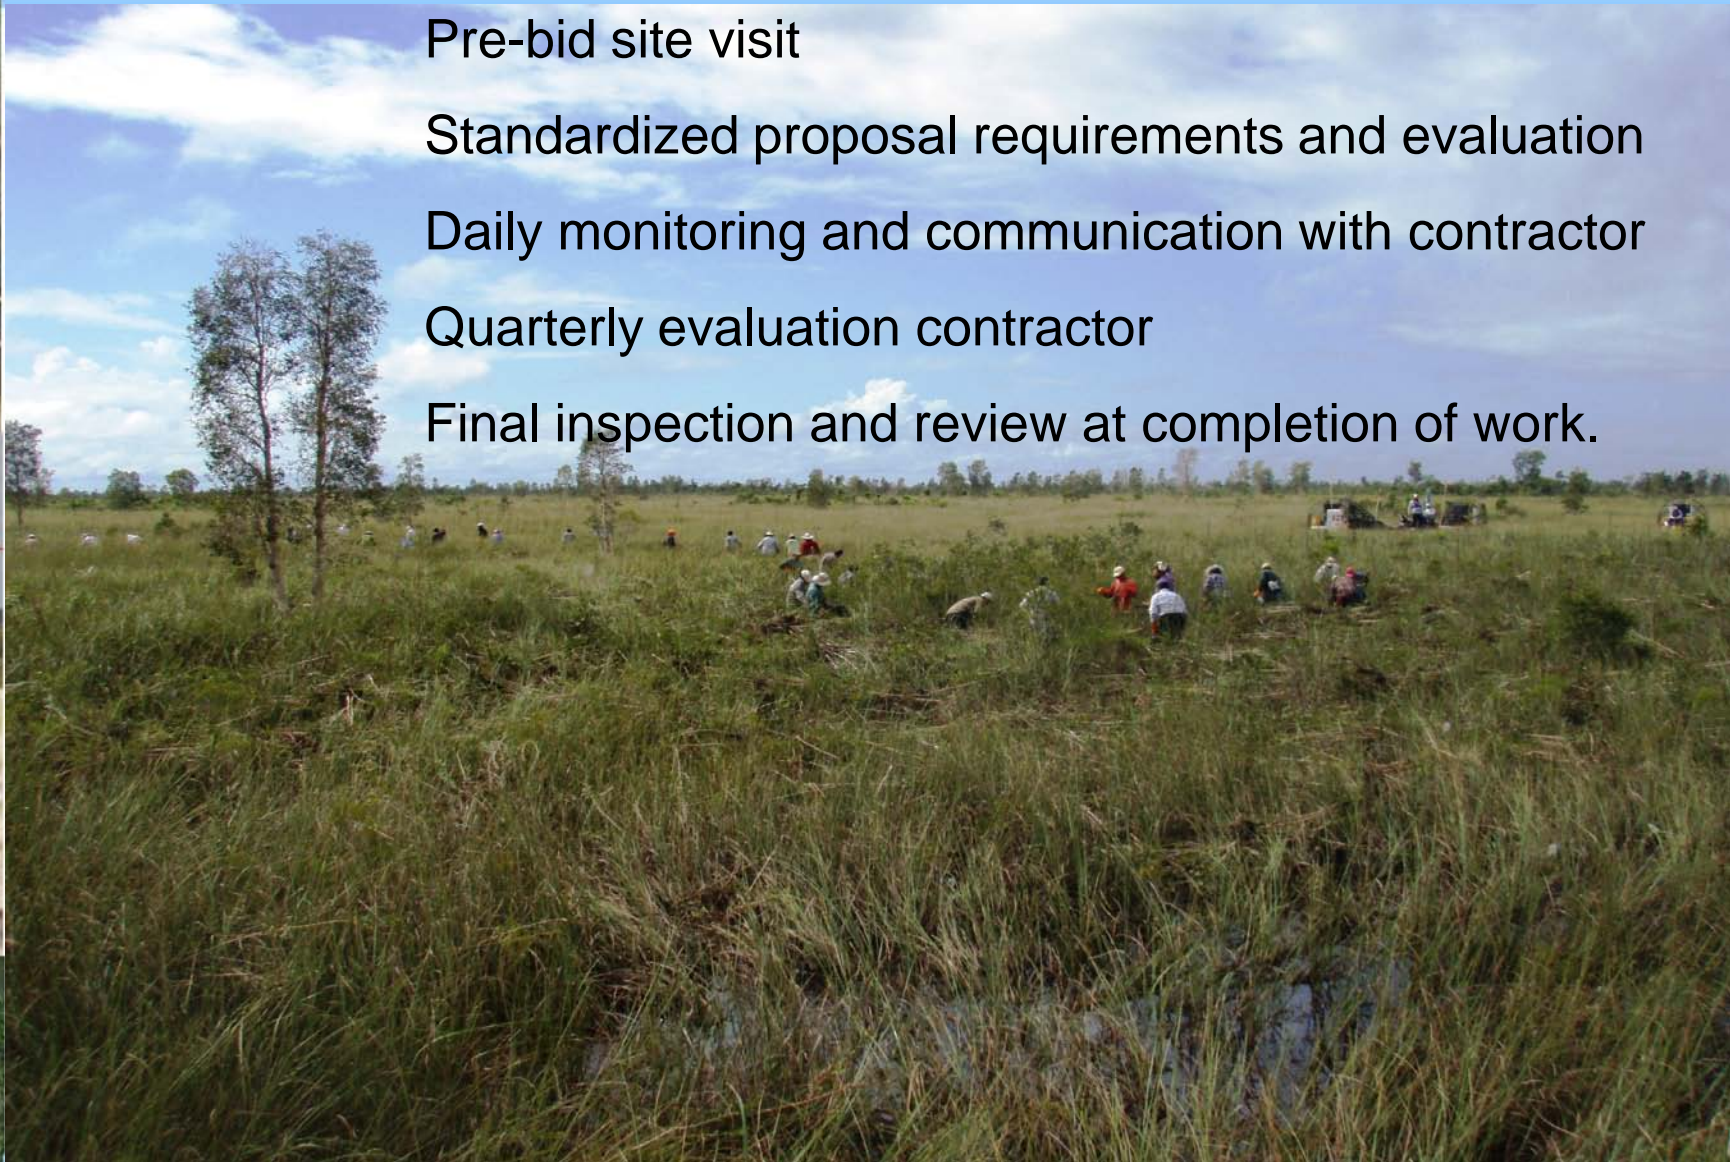 Pre-bid site visit
Standardized proposal requirements and evaluation
Daily monitoring and communication with contractor
Quarterly evaluation contractor
Final inspection and review at completion of work.